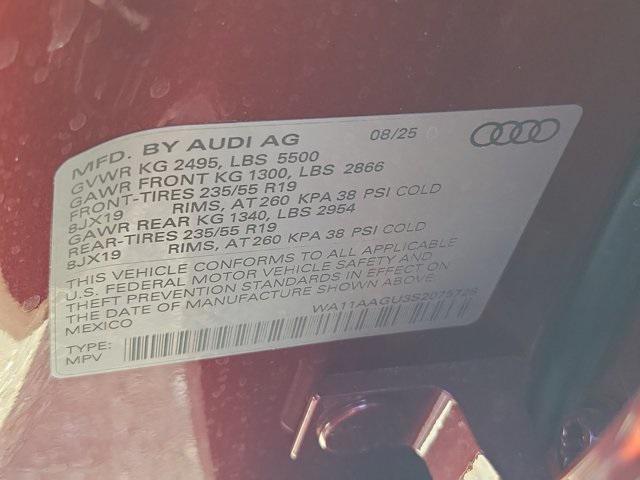 MFD. BY AUDI AG 08/25
GVWR KG 2495, LBS 5500
GAWR FRONT KG 1300, LBS 2866
FRONT-TIRES 235/55 R19
8JX19 RIMS, AT 260 KPA 38 PSI COLD
GAWR REAR KG 1340, LBS 2954
REAR-TIRES 235/55 R19
8JX19 RIMS, AT 260 KPA 38 PSI COLD
THIS VEHICLE CONFORMS TO ALL APPLICABLE
U.S. FEDERAL MOTOR VEHICLE SAFETY AND
THEFT PREVENTION STANDARDS IN EFFECT ON
THE DATE OF MANUFACTURE SHOWN ABOVE.
MEXICO
TYPE:
MPV